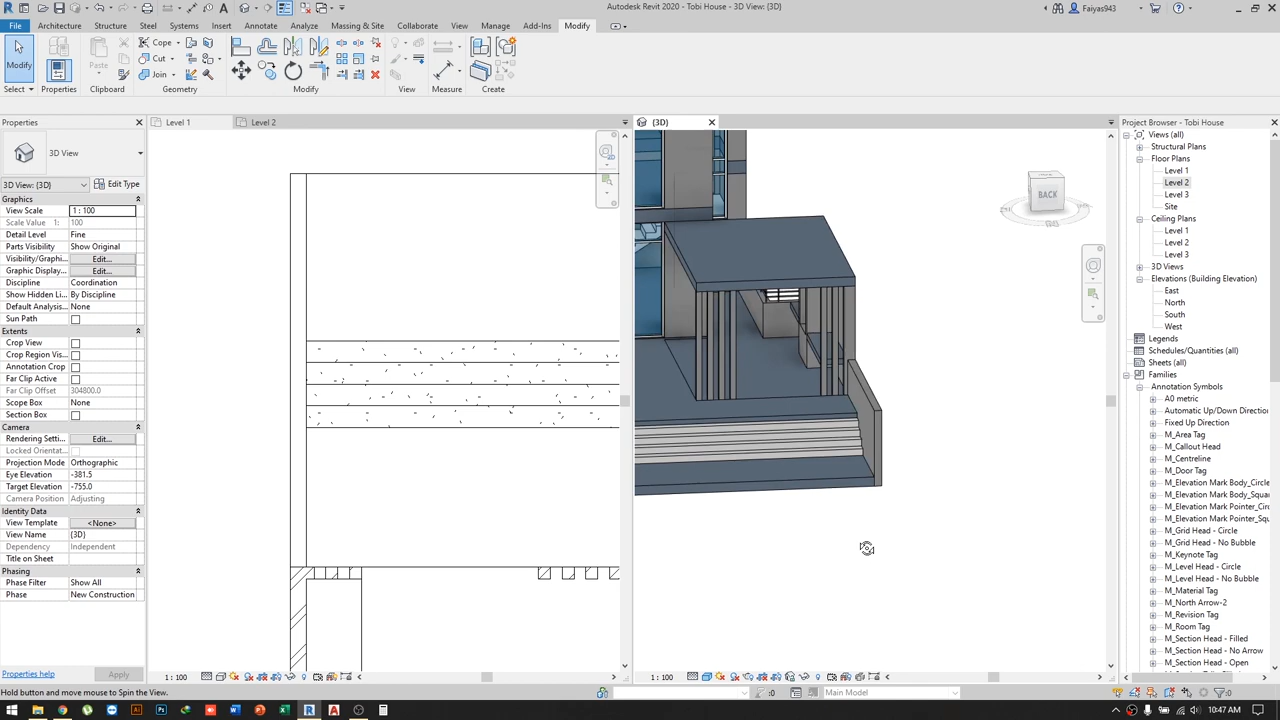 Autodesk Revit 2020 - Tobi House - 3D View: {3D}
Faiyas943
File
Architecture
Structure
Steel
Systems
Insert
Annotate
Analyze
Massing & Site
Collaborate
View
Manage
Add-Ins
Modify
Modify
Paste
Cope
Cut
Join
Select
Properties
Clipboard
Geometry
Modify
View
Measure
Create
Properties
Level 1
Level 2
{3D}
Project Browser - Tobi House
3D View
3D View: {3D}
Edit Type
Graphics
View Scale 1 : 100
Scale Value 1: 100
Detail Level Fine
Parts Visibility Show Original
Visibility/Graphi... Edit...
Graphic Display... Edit...
Discipline Coordination
Show Hidden Li... By Discipline
Default Analysis... None
Sun Path
Extents
Crop View
Crop Region Vis...
Annotation Crop
Far Clip Active
Far Clip Offset 304800.0
Scope Box None
Section Box
Camera
Rendering Setti... Edit...
Locked Orientat...
Projection Mode Orthographic
Eye Elevation -381.5
Target Elevation -755.0
Camera Position Adjusting
Identity Data
View Template <None>
View Name {3D}
Dependency Independent
Title on Sheet
Phasing
Phase Filter Show All
Phase New Construction
Properties help
Apply
BACK
Views (all)
Structural Plans
Floor Plans
Level 1
Level 2
Level 3
Site
Ceiling Plans
Level 1
Level 2
Level 3
3D Views
Elevations (Building Elevation)
East
North
South
West
Legends
Schedules/Quantities (all)
Sheets (all)
Families
Annotation Symbols
A0 metric
Automatic Up/Down Direction
Fixed Up Direction
M_Area Tag
M_Callout Head
M_Centreline
M_Door Tag
M_Elevation Mark Body_Circle
M_Elevation Mark Body_Squar
M_Elevation Mark Pointer_Circ
M_Elevation Mark Pointer_Squ
M_Grid Head - Circle
M_Grid Head - No Bubble
M_Keynote Tag
M_Level Head - Circle
M_Level Head - No Bubble
M_Material Tag
M_North Arrow-2
M_Revision Tag
M_Room Tag
M_Section Head - Filled
M_Section Head - No Arrow
M_Section Head - Open
1 : 100
1 : 100
Hold button and move mouse to Spin the View.
:0
Main Model
:0
10:47 AM